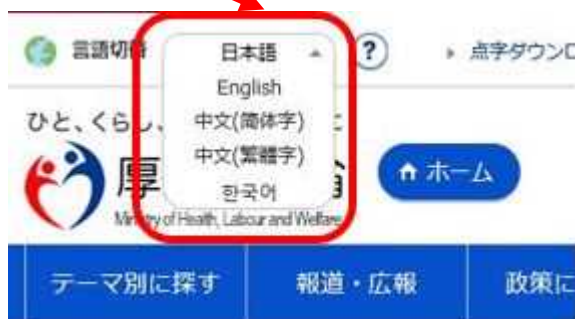 言語切替
日本語
?
点字ダウンロ
English
中文(简体字)
中文(繁體字)
한국어
ひと、くらし、
厚
Ministry of Health, Labour and Welfare
ホーム
テーマ別に探す
報道・広報
政策に